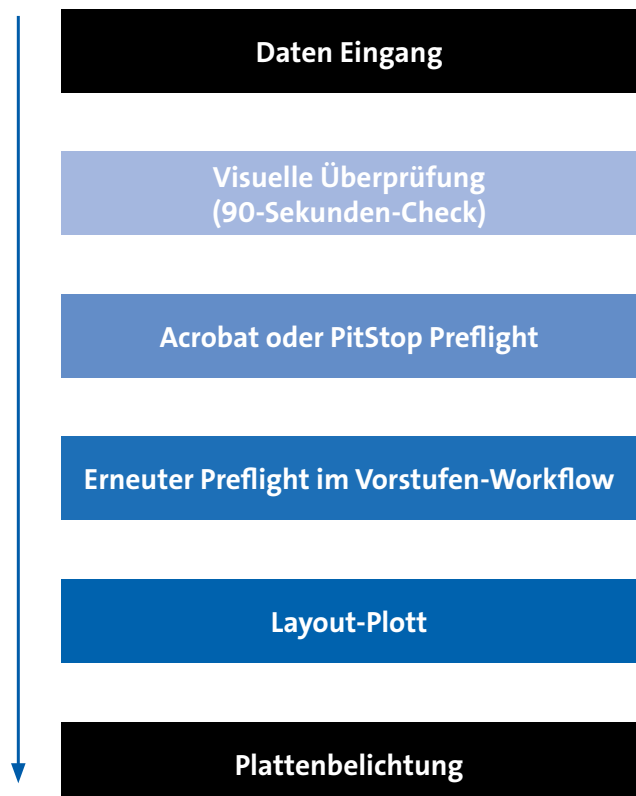 Daten Eingang
Visuelle Überprüfung
(90-Sekunden-Check)
Acrobat oder PitStop Preflight
Erneuter Preflight im Vorstufen-Workflow
Layout-Plott
Plattenbelichtung